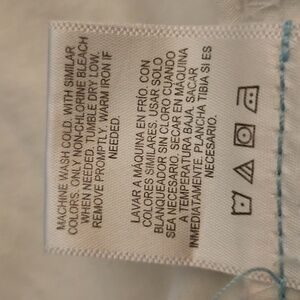 MACHINE WASH COLD, WITH SIMILAR
COLORS. ONLY NON-CHLORINE BLEACH
WHEN NEEDED. TUMBLE DRY LOW.
REMOVE PROMPTLY. WARM IRON IF
NEEDED.
LAVAR A MÁQUINA EN FRÍO, CON
COLORES SIMILARES. USAR SOLO
BLANQUEADOR SIN CLORO CUANDO
SEA NECESARIO. SECAR EN MAQUINA
A TEMPERATURA BAJA. SACAR
INMEDIATAMENTE. PLANCHA TIBIA SI ES
NECESARIO.